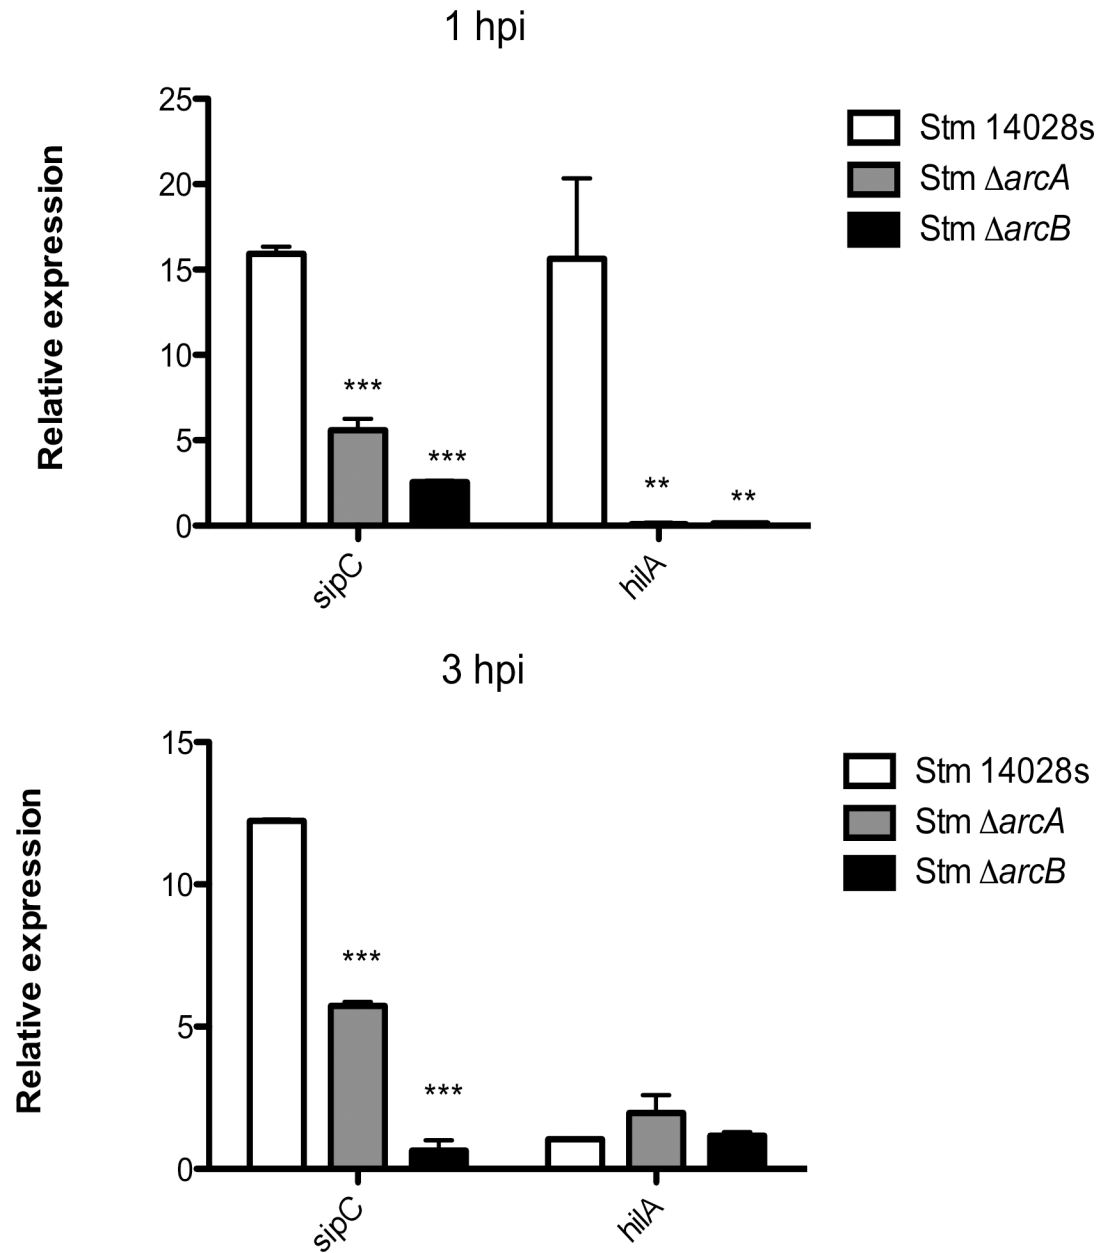 1 hpi
Relative expression
25
20
15
10
5
0
***
***
**
**
sipC
hilA
Stm 14028s
Stm ΔarcA
Stm ΔarcB
3 hpi
Relative expression
15
10
5
0
***
***
sipC
hilA
Stm 14028s
Stm ΔarcA
Stm ΔarcB